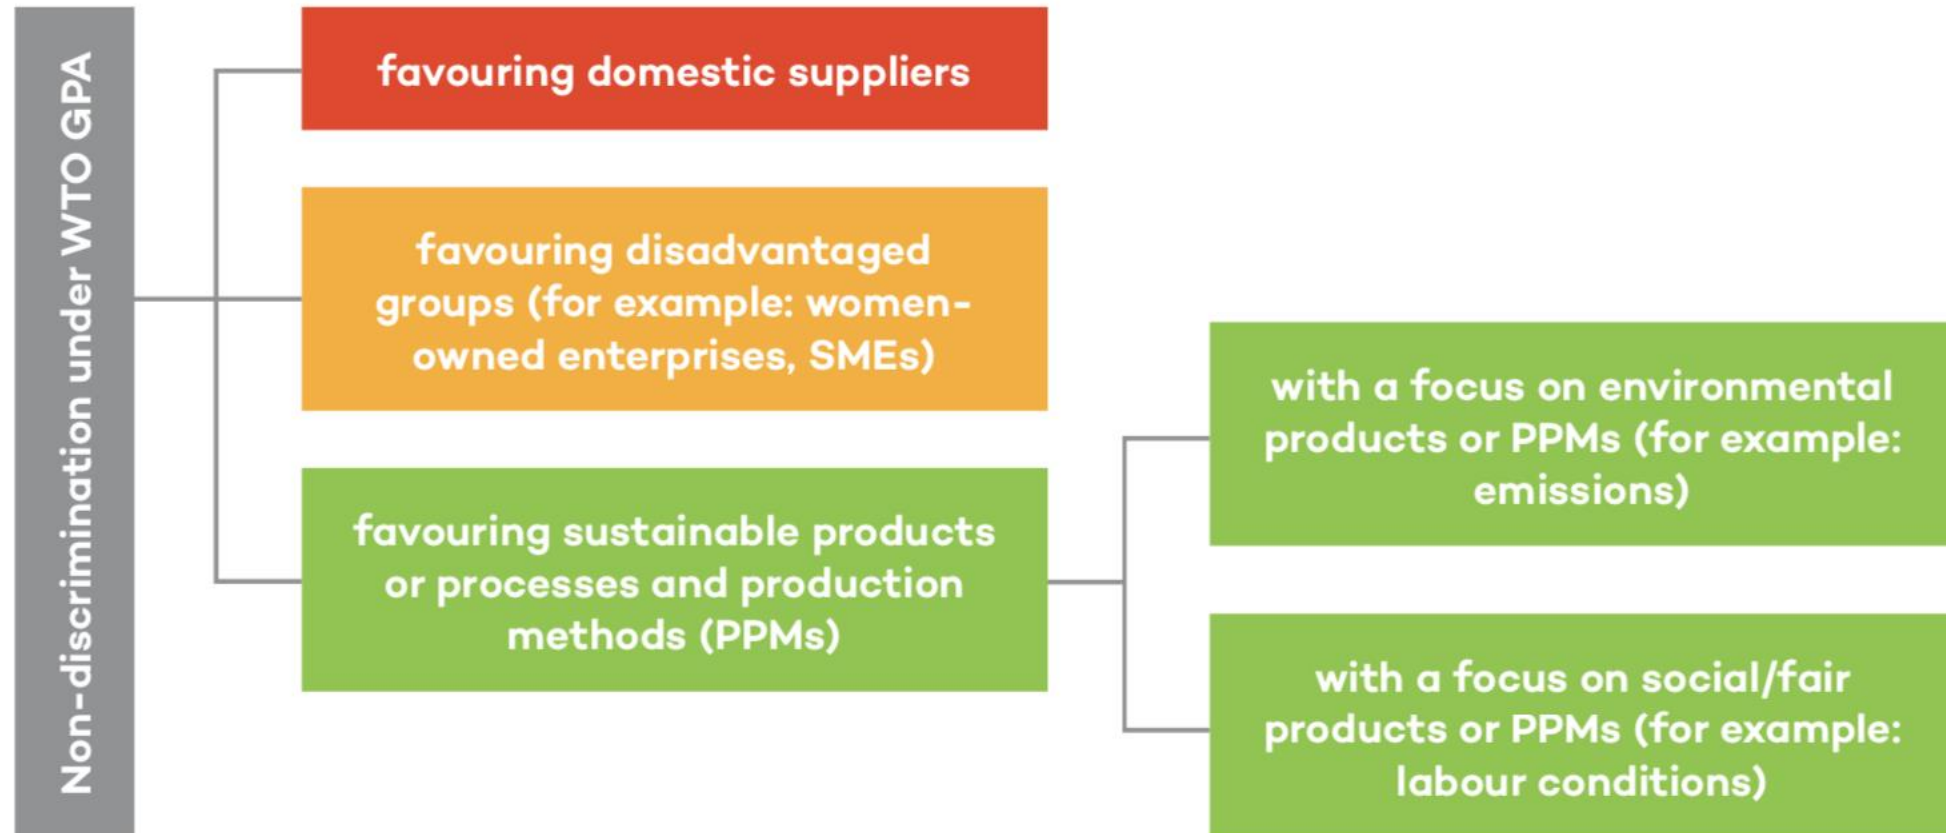 Non-discrimination under WTO GPA
favouring domestic suppliers
favouring disadvantaged
groups (for example: women-
owned enterprises, SMEs)
favouring sustainable products
or processes and production
methods (PPMs)
with a focus on environmental
products or PPMs (for example:
emissions)
with a focus on social/fair
products or PPMs (for example:
labour conditions)